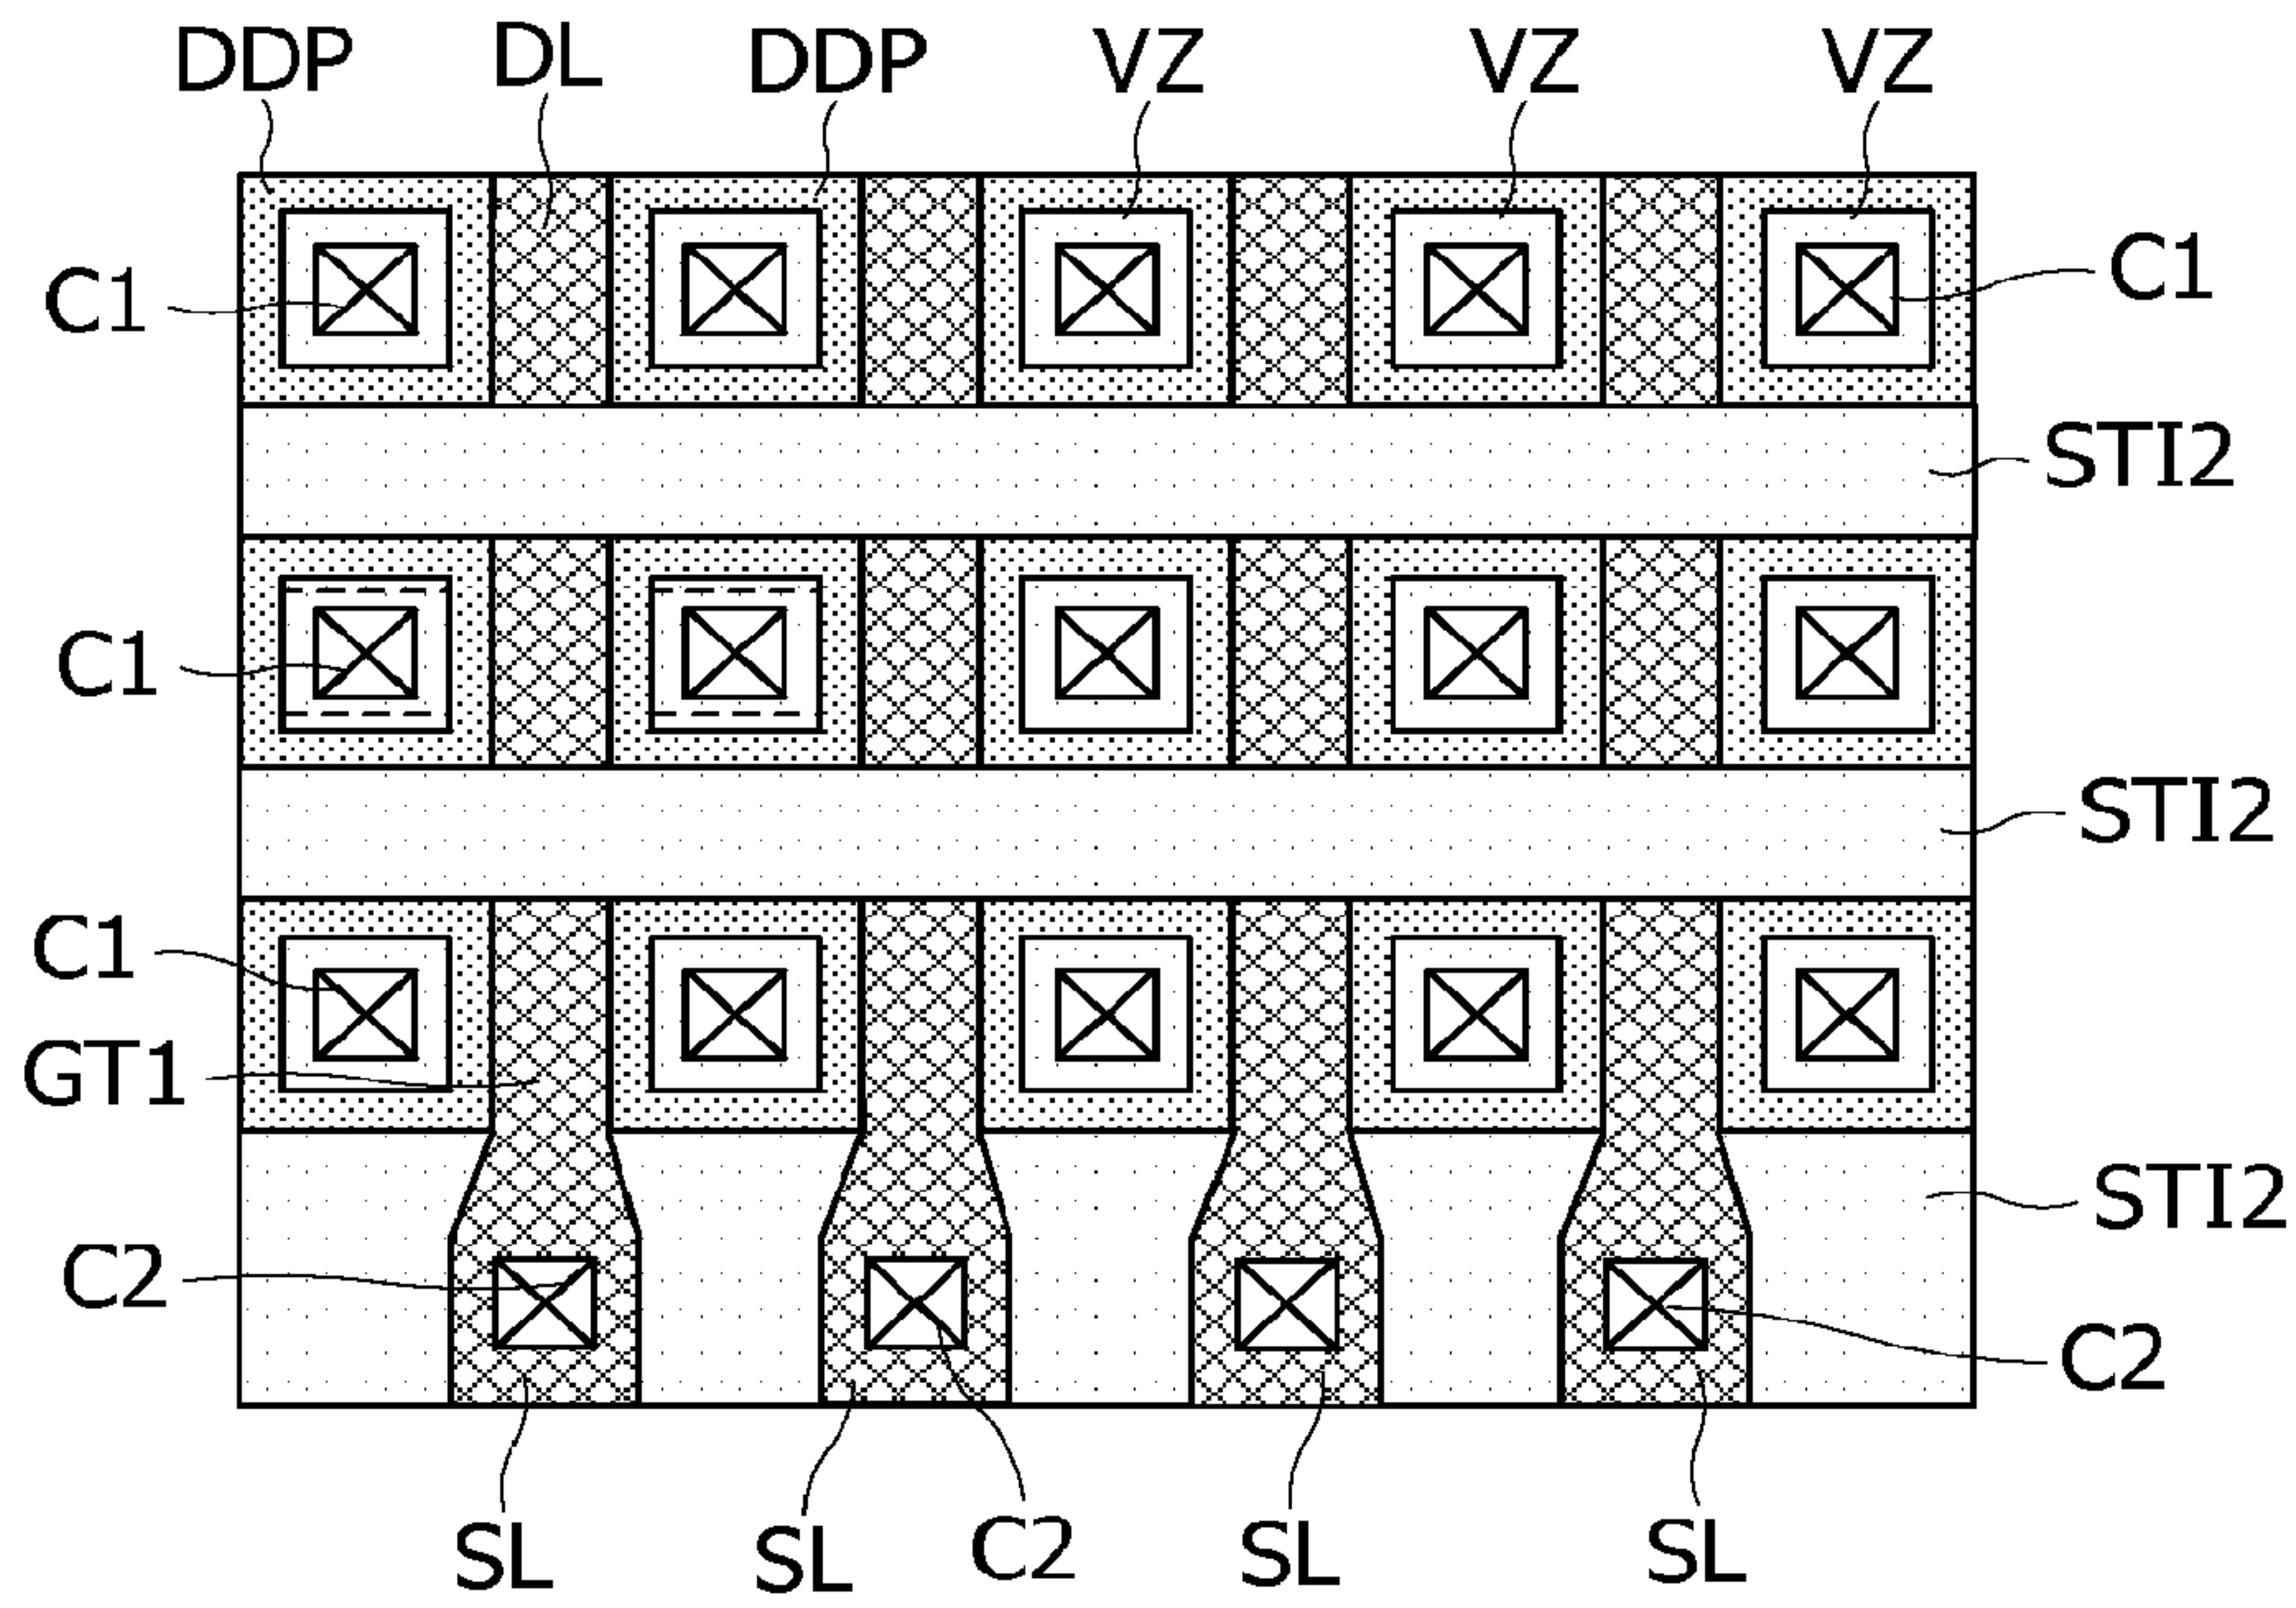 DDP DL DDP VZ VZ VZ
C1 C1
STI2
C1
STI2
C1
GT1
STI2
C2
C2
SL SL C2 SL SL